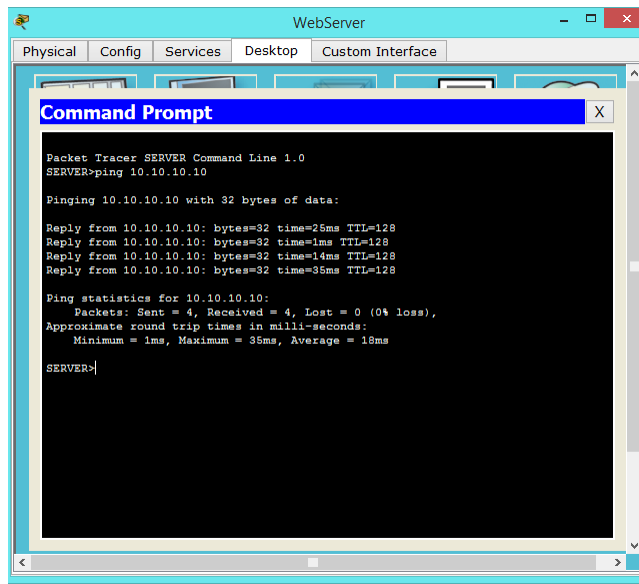 WebServer
Physical Config Services Desktop Custom Interface
Command Prompt X
Packet Tracer SERVER Command Line 1.0
SERVER>ping 10.10.10.10
Pinging 10.10.10.10 with 32 bytes of data:
Reply from 10.10.10.10: bytes=32 time=25ms TTL=128
Reply from 10.10.10.10: bytes=32 time=1ms TTL=128
Reply from 10.10.10.10: bytes=32 time=14ms TTL=128
Reply from 10.10.10.10: bytes=32 time=35ms TTL=128
Ping statistics for 10.10.10.10:
Packets: Sent = 4, Received = 4, Lost = 0 (0% loss),
Approximate round trip times in milli-seconds:
Minimum = 1ms, Maximum = 35ms, Average = 18ms
SERVER>